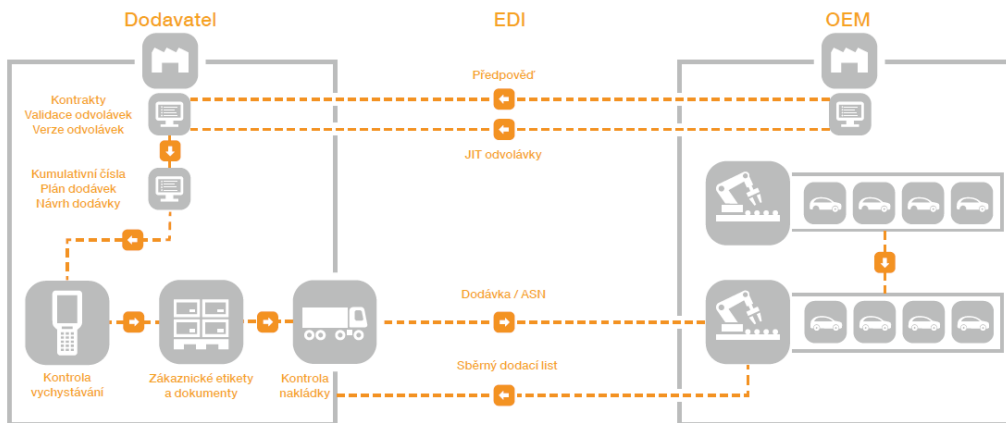 Dodavatel
EDI
OEM
Předpověď
Kontrakty
Validace odvolávek
Verze odvolávek
JIT odvolávky
Kumulativní čísla
Plán dodávek
Návrh dodávky
Dodávka / ASN
Sběrný dodací list
Kontrola
vychystávání
Zákaznické etikety
a dokumenty
Kontrola
nakládky